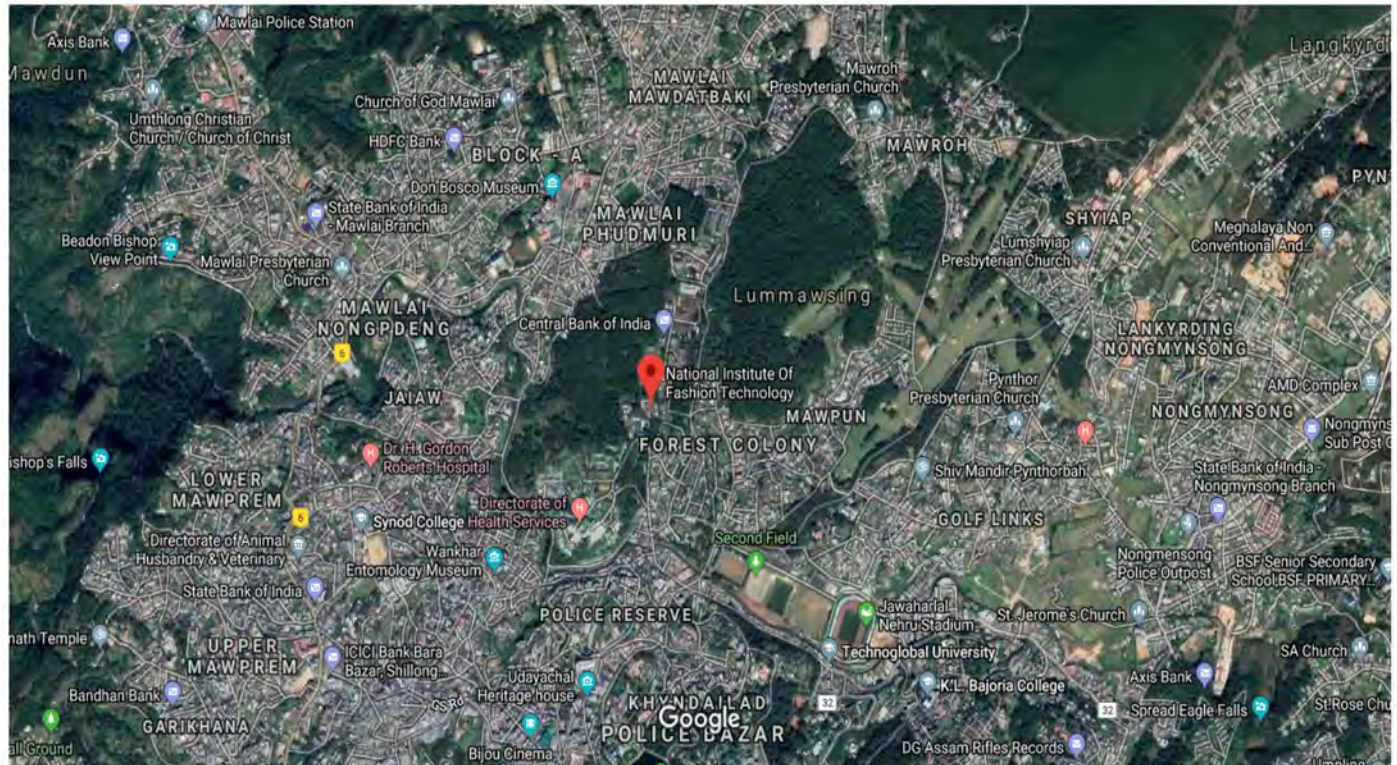 Mawlai Police Station
Axis Bank
Mawdun
Langkyrd
MAWLAI
MAWDATBAKI
Mawroh
Presbyterian Church
Church of God Mawlai
Umthlong Christian
Church / Church of Christ
HDFC Bank
BLOCK - A
MAWROH
PYN
Don Bosco Museum
State Bank of India
- Mawlai Branch
MAWLAI
PHUDMURI
SHYIAP
Meghalaya Non
Conventional And...
Beadon Bishop
View Point
Mawlai Presbyterian
Church
Lumshyiap
Presbyterian Church
Lummawsing
MAWLAI
NONGPDENG
Central Bank of India
LANKYRDING
NONGMYNSONG
6
National Institute Of
Fashion Technology
Pynthor
Presbyterian Church
AMD Complex
JAIAW
MAWPUN
NONGMYNSONG
Nongmyns
Sub Post
FOREST COLONY
H
Dr. H. Gordon
Roberts Hospital
ishop's Falls
LOWER
MAWPREM
Shiv Mandir Pynthorbah
State Bank of India -
Nongmynsong Branch
Directorate of
Health Services
6
Synod College
GOLF LINKS
Directorate of Animal
Husbandry & Veterinary
Wankhar
Entomology Museum
Second Field
Nongmensong
Police Outpost
BSF Senior Secondary
School,BSF PRIMARY...
State Bank of India
POLICE RESERVE
Jawaharlal
Nehru Stadium
St. Jerome's Church
nath Temple
UPPER
MAWPREM
ICICI Bank Bara
Bazar, Shillong...
Technoglobal University
SA Church
Udayachal
Heritage house
K.L. Bajoria College
Axis Bank
Bandhan Bank
GS Rd
KHYNDAILAD
32
32
Spread Eagle Falls
St.Rose Chu
GARIKHANA
Google
POLICE BAZAR
all Ground
Bijou Cinema
DG Assam Rifles Records